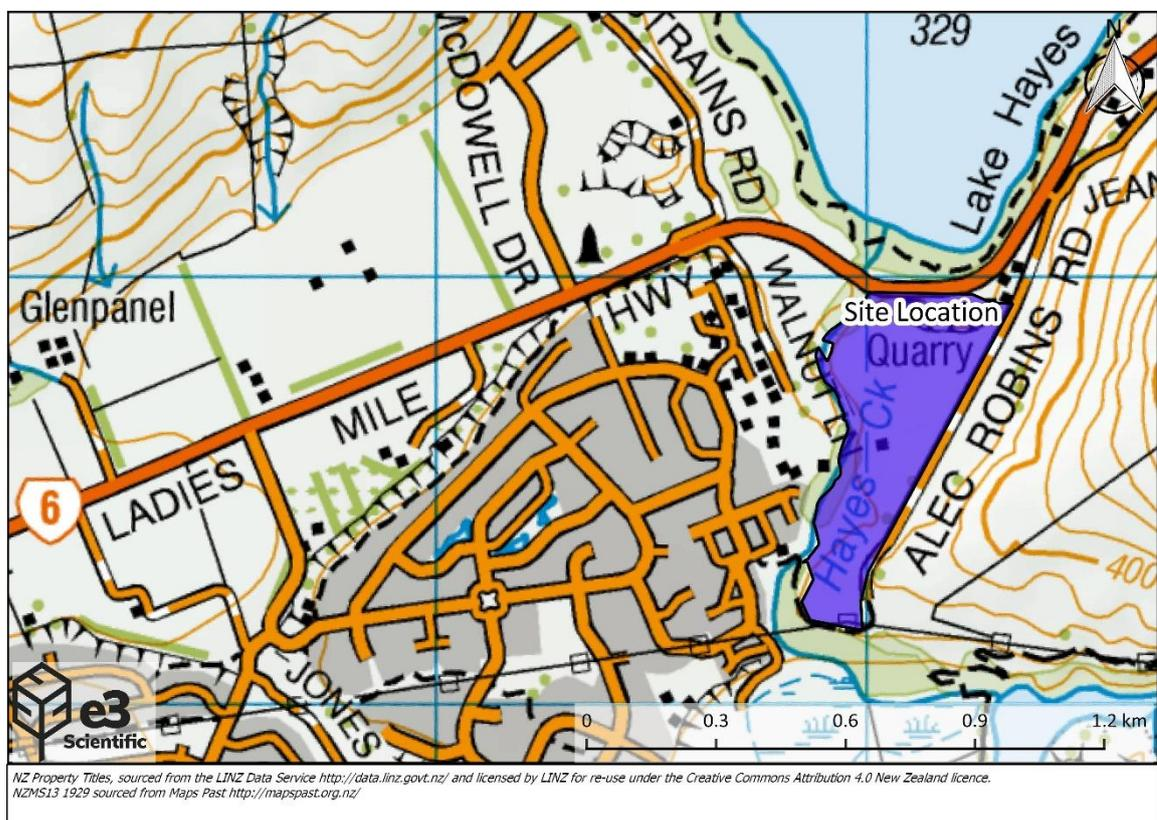 329
N
McDOWELL DR
STRAINS RD
Lake Hayes
JEAN
Glenpanel
HWY
WALNUT
Site Location
Quarry
MILE
LADIES
6
Hayes Ck
ALEC ROBINS RD
400
JONES
e3
Scientific
0 0.3 0.6 0.9 1.2 km
NZ Property Titles, sourced from the LINZ Data Service http://data.linz.govt.nz/ and licensed by LINZ for re-use under the Creative Commons Attribution 4.0 New Zealand licence.
NZMS13 1929 sourced from Maps Past http://mapspast.org.nz/